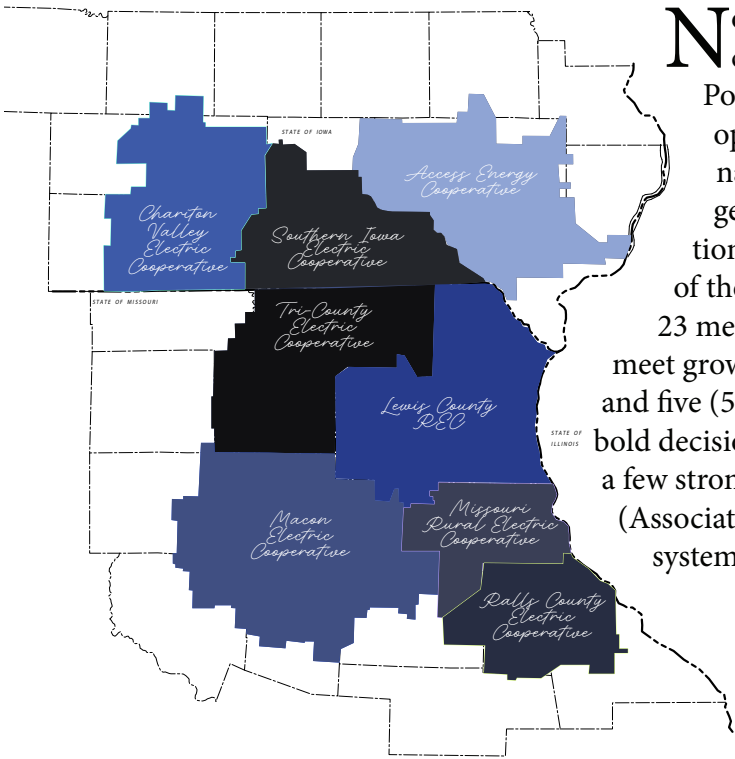 STATE OF IOWA
Access Energy
Cooperative
Chariton
Valley
Electric
Cooperative
Southern Iowa
Electric
Cooperative
STATE OF MISSOURI
Tri-County
Electric
Cooperative
Lewis County
REC
STATE OF
ILLINOIS
Macon
Electric
Cooperative
Missouri
Rural Electric
Cooperative
Ralls County
Electric
Cooperative
N
Po
op
na
ge
tion
of the
23 me
meet grow
and five (5
bold decisio
a few stron
(Associat
system